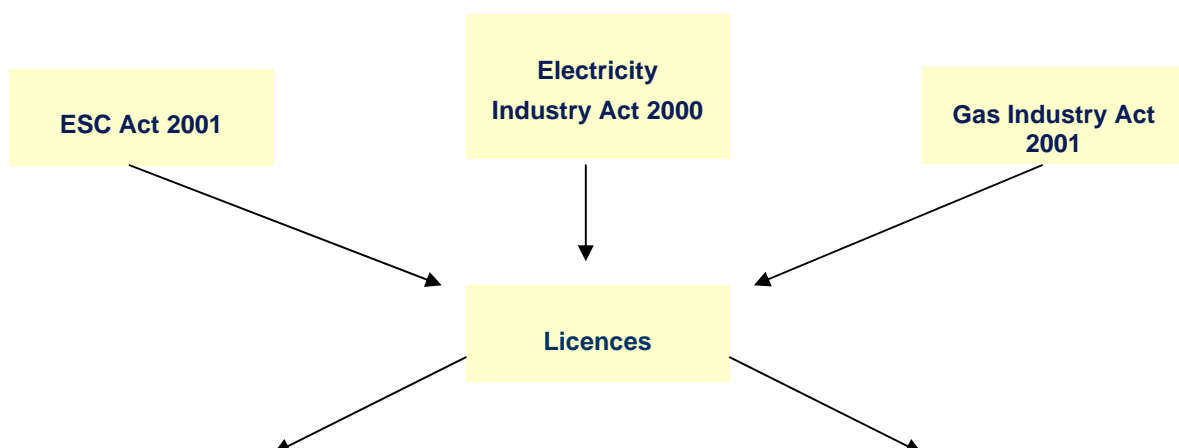 ESC Act 2001
Electricity
Industry Act 2000
Gas Industry Act
2001
Licences